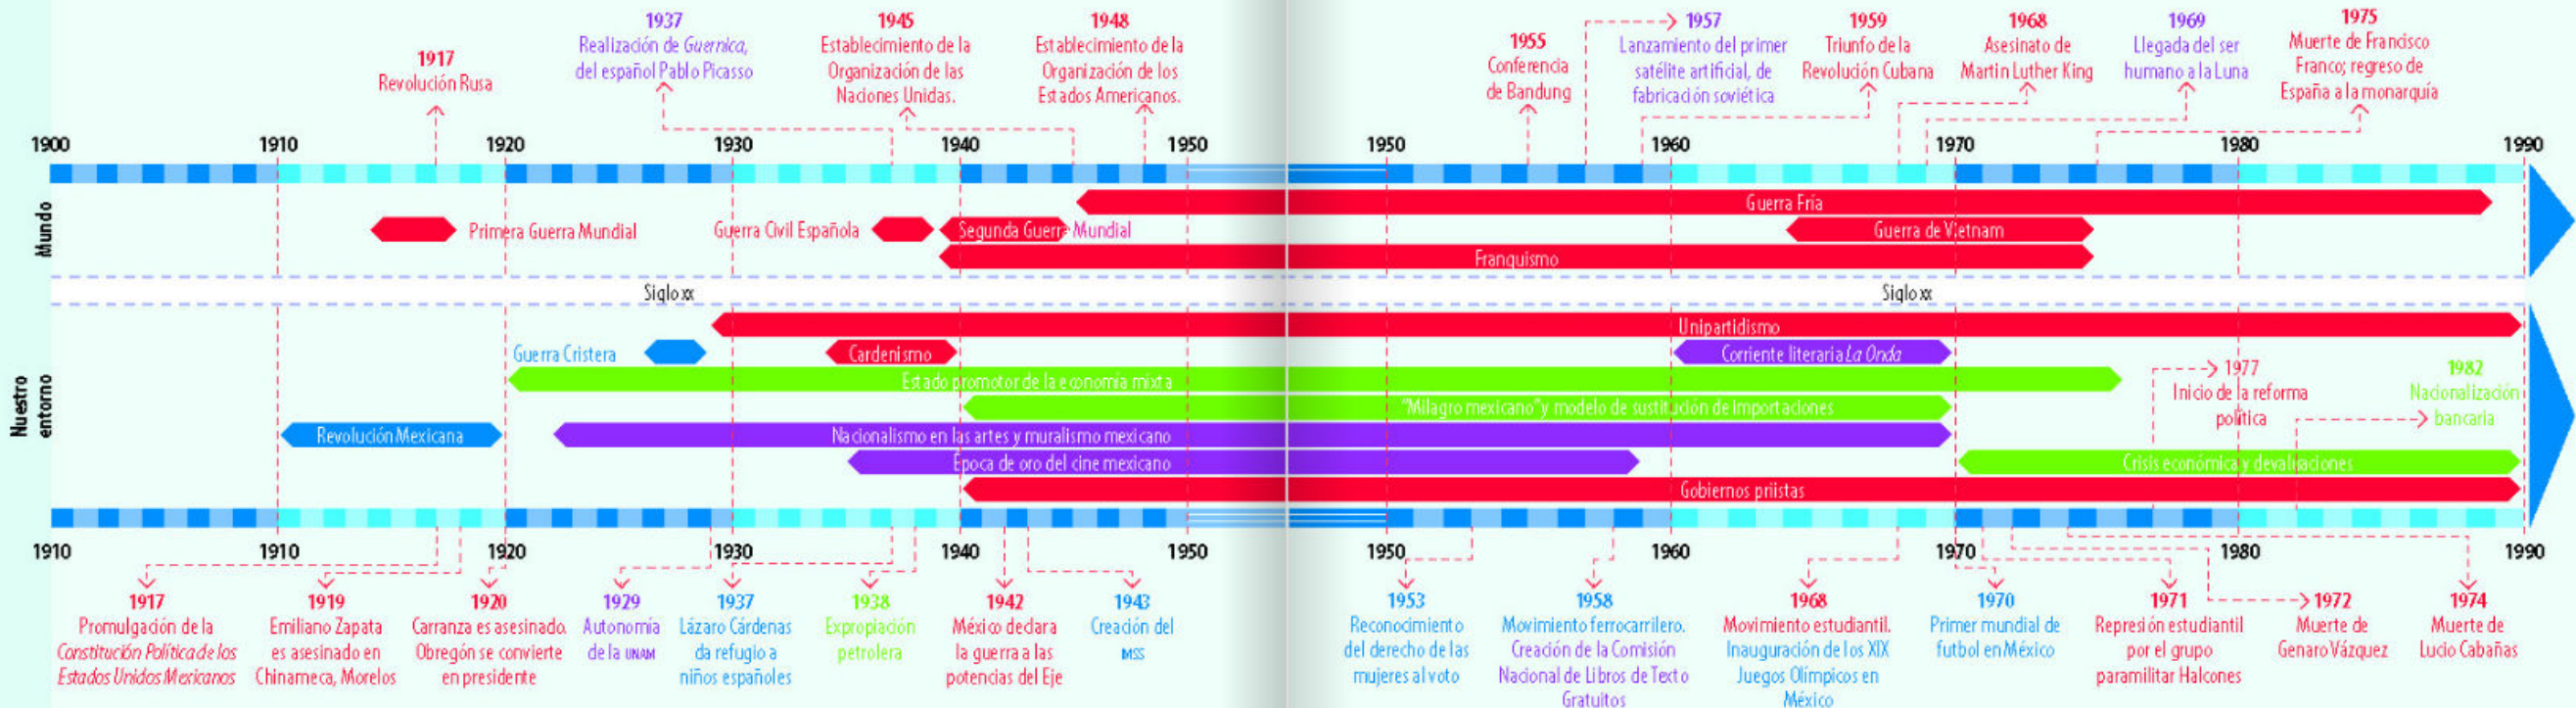 1917
Revolución Rusa
1937
Realización de Guernica,
del español Pablo Picasso
1945
Establecimiento de la
Organización de las
Naciones Unidas.
1948
Establecimiento de la
Organización de los
Estados Americanos.
1955
Conferencia
de Bandung
1957
Lanzamiento del primer
satélite artificial, de
fabricación soviética
1959
Triunfo de la
Revolución Cubana
1968
Asesinato de
Martin Luther King
1969
Llegada del ser
humano a la Luna
1975
Muerte de Francisco
Franco; regreso de
España a la monarquía
1900 1910 1920 1930 1940 1950 1950 1960 1970 1980 1990
Mundo
Guerra Fría
Primera Guerra Mundial
Guerra Civil Española
Segunda Guerra Mundial
Guerra de Vietnam
Franquismo
Siglo XX
Siglo XX
Nuestro
entorno
Unipartidismo
Guerra Cristera
Cardenismo
Corriente literaria La Onda
Estado promotor de la economía mixta
1977
Inicio de la reforma
política
1982
Nacionalización
bancaria
"Milagro mexicano" y modelo de sustitución de importaciones
Revolución Mexicana
Nacionalismo en las artes y muralismo mexicano
Época de oro del cine mexicano
Crisis económica y devaluaciones
Gobiernos priistas
1910 1910 1920 1930 1940 1950 1950 1960 1970 1980 1990
1917
Promulgación de la
Constitución Política de los
Estados Unidos Mexicanos
1919
Emiliano Zapata
es asesinado en
Chinameca, Morelos
1920
Carranza es asesinado.
Obregón se convierte
en presidente
1929
Autonomía
de la UNAM
1937
Lázaro Cárdenas
da refugio a
niños españoles
1938
Expropiación
petrolera
1942
México declara
la guerra a las
potencias del Eje
1943
Creación del
IMSS
1953
Reconocimiento
del derecho de las
mujeres al voto
1958
Movimiento ferrocarrilero.
Creación de la Comisión
Nacional de Libros de Texto
Gratuitos
1968
Movimiento estudiantil.
Inauguración de los XIX
Juegos Olímpicos en
México
1970
Primer mundial de
futbol en México
1971
Represión estudiantil
por el grupo
paramilitar Halcones
1972
Muerte de
Genaro Vázquez
1974
Muerte de
Lucio Cabañas